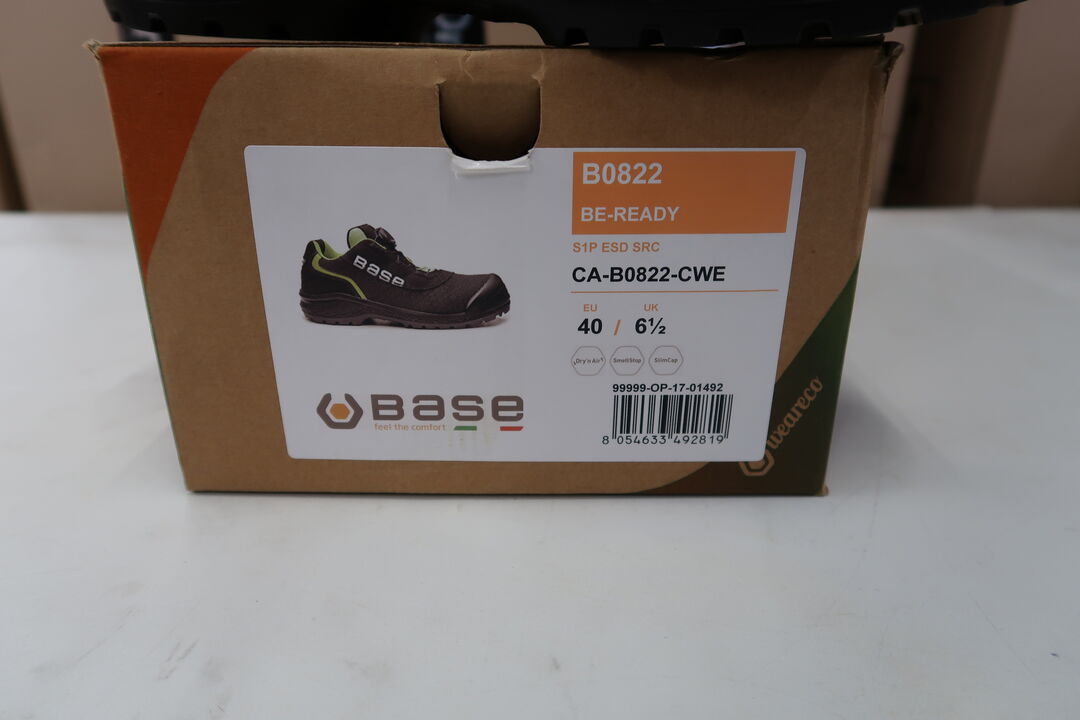 B0822
BE-READY
S1P ESD SRC
CA-B0822-CWE
EU UK
40 / 6½
Dry'n Air SmellStop SlimCap
99999-OP-17-01492
8 054633 492819
Base
Base
feel the comfort
weareco